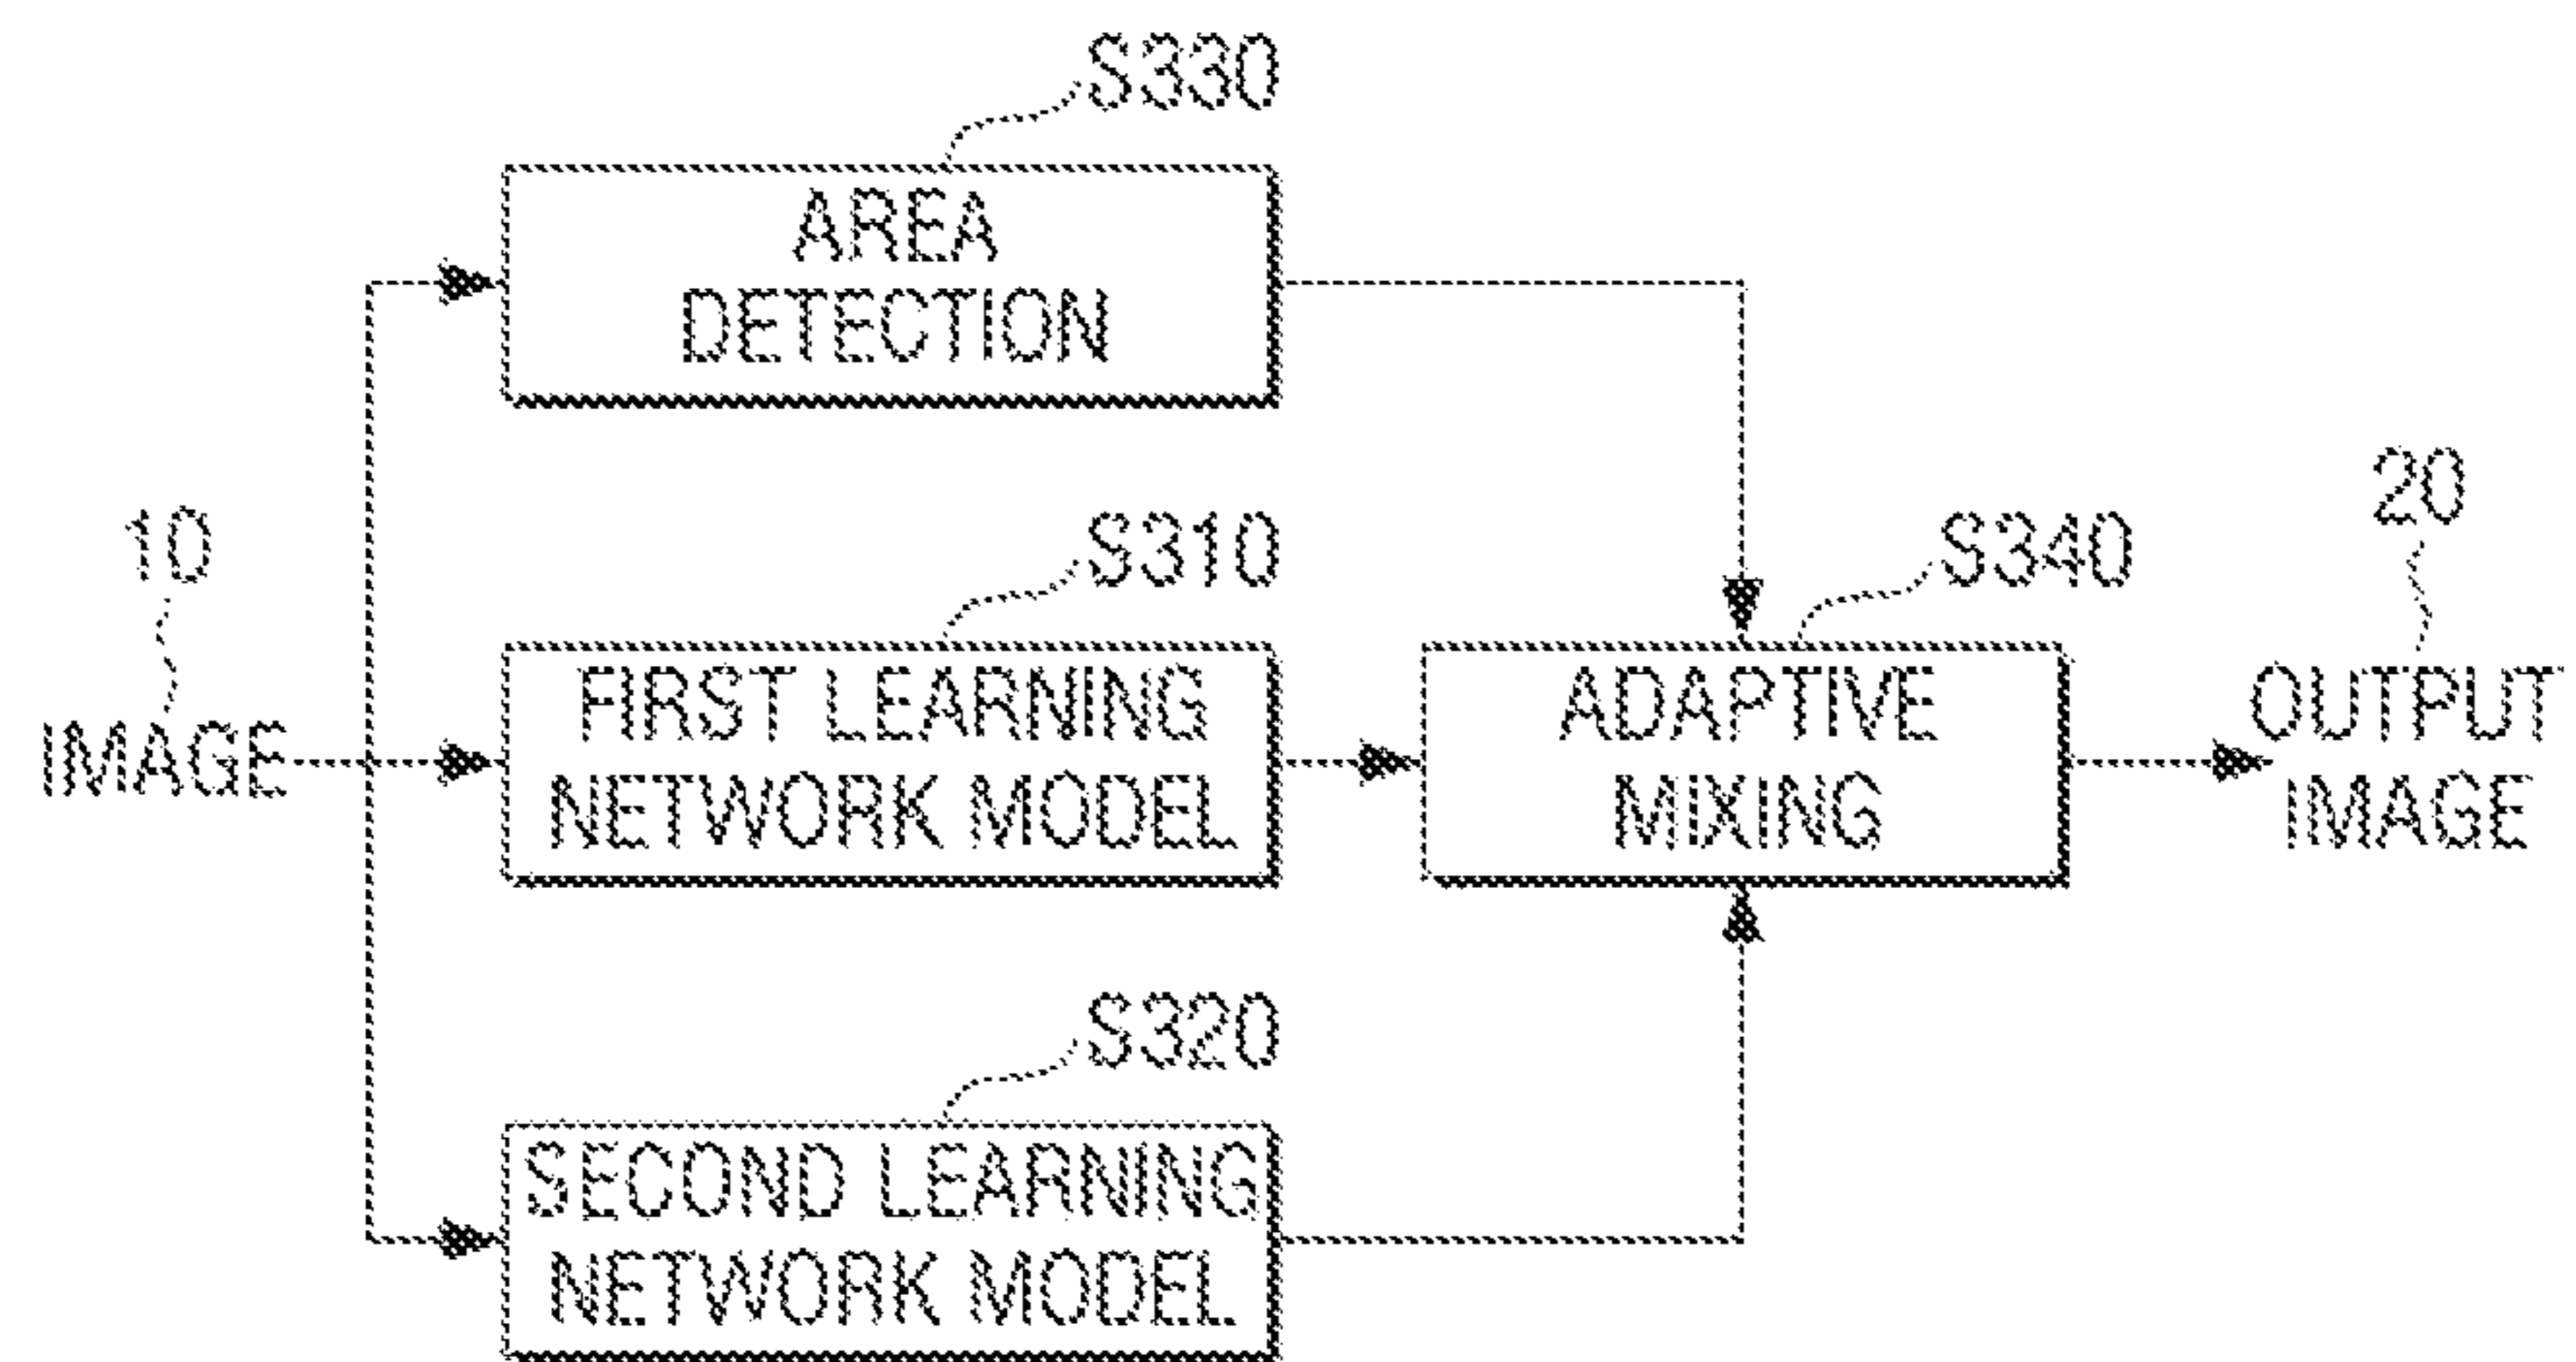 S330
AREA
DETECTION
10
IMAGE
S310
FIRST LEARNING
NETWORK MODEL
S340
ADAPTIVE
MIXING
20
OUTPUT
IMAGE
S320
SECOND LEARNING
NETWORK MODEL